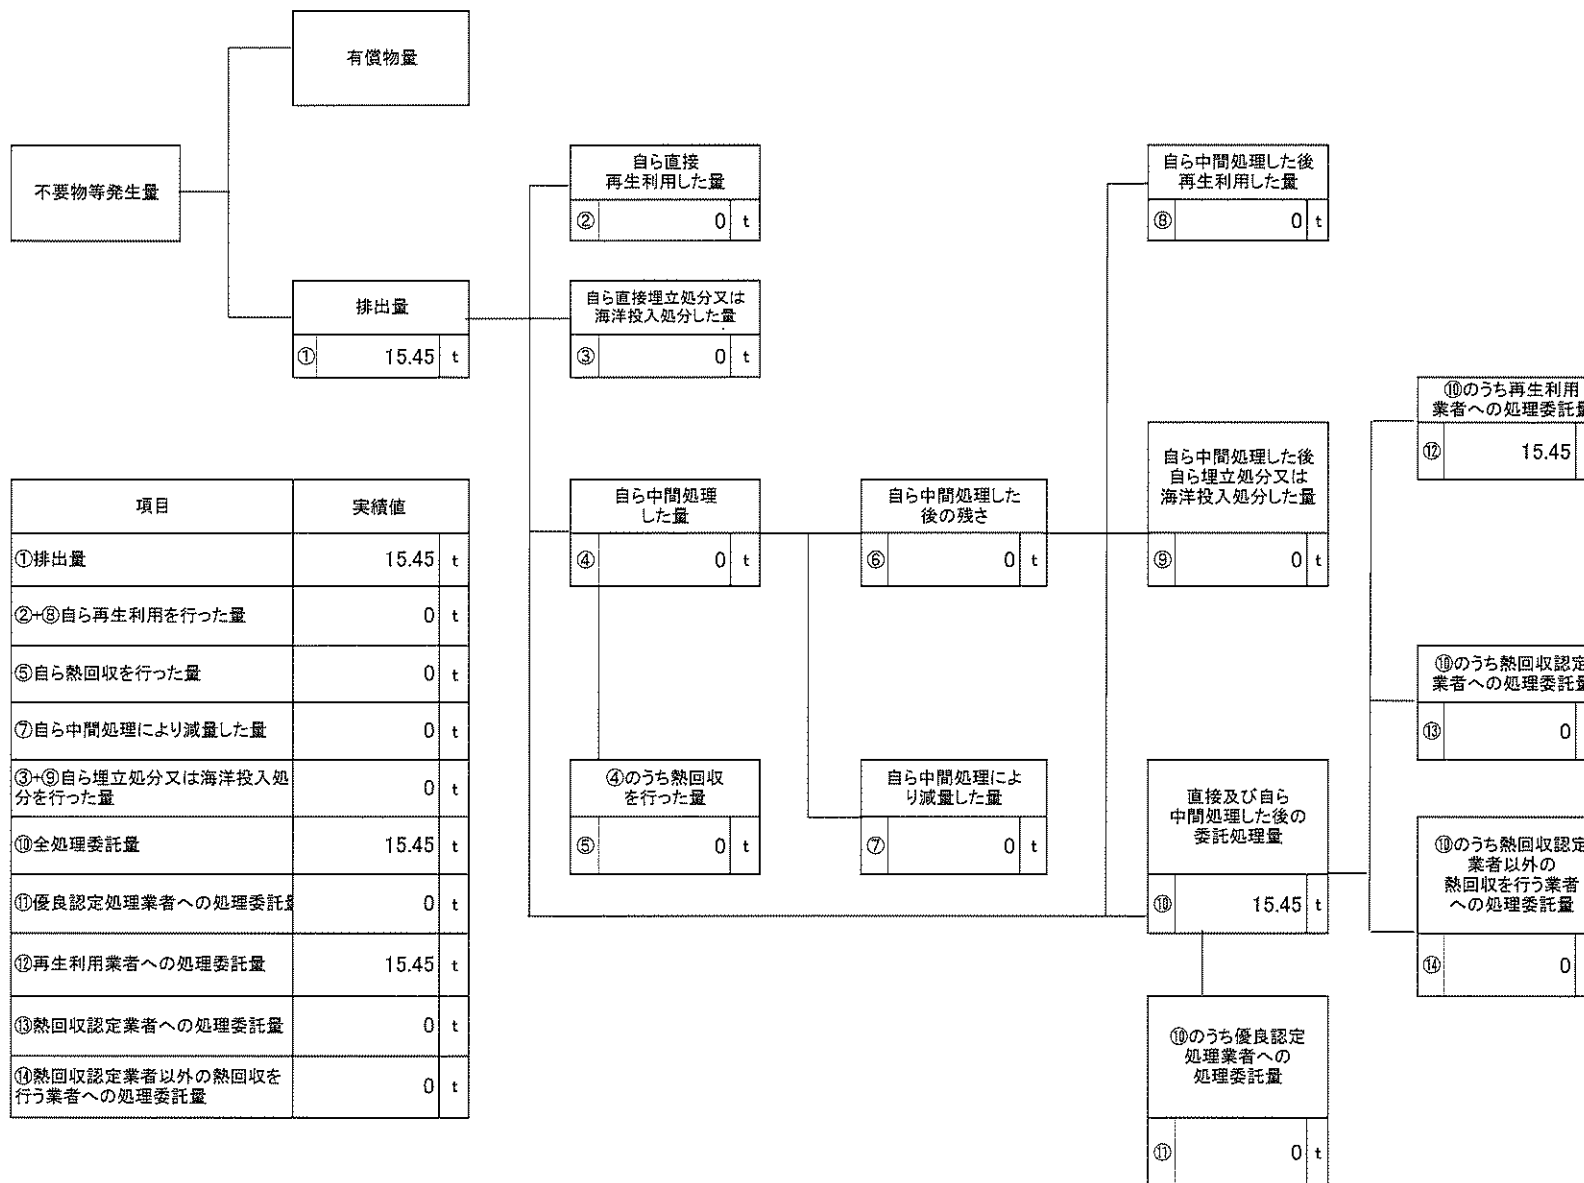 有償物量
不要物等発生量
排出量
① 15.45 t
自ら直接
再生利用した量
② 0 t
自ら直接埋立処分又は
海洋投入処分した量
③ 0 t
自ら中間処理
した量
④ 0 t
④のうち熱回収
を行った量
⑤ 0 t
自ら中間処理した
後の残さ
⑥ 0 t
自ら中間処理によ
り減量した量
⑦ 0 t
自ら中間処理した後
再生利用した量
⑧ 0 t
自ら中間処理した後
自ら埋立処分又は
海洋投入処分した量
⑨ 0 t
直接及び自ら
中間処理した後の
委託処理量
⑩ 15.45 t
⑩のうち優良認定
処理業者への
処理委託量
⑪ 0 t
⑩のうち再生利用
業者への処理委託量
⑫ 15.45
⑩のうち熱回収認定
業者への処理委託量
⑬ 0
⑩のうち熱回収認定
業者以外の
熱回収を行う業者
への処理委託量
⑭ 0
項目 実績値
①排出量 15.45 t
②+⑧自ら再生利用を行った量 0 t
⑤自ら熱回収を行った量 0 t
⑦自ら中間処理により減量した量 0 t
③+⑨自ら埋立処分又は海洋投入処
分を行った量 0 t
⑩全処理委託量 15.45 t
⑪優良認定処理業者への処理委託量 0 t
⑫再生利用業者への処理委託量 15.45 t
⑬熱回収認定業者への処理委託量 0 t
⑭熱回収認定業者以外の熱回収を
行う業者への処理委託量 0 t